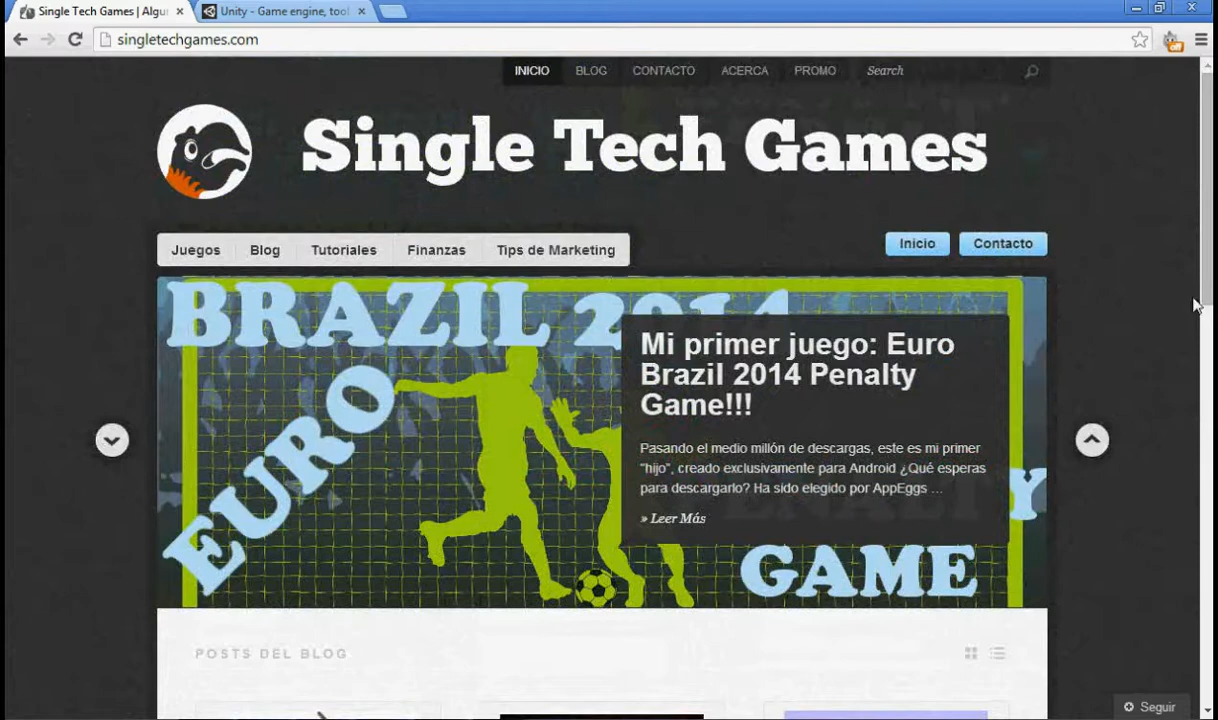 Single Tech Games | Algu
Unity - Game engine, tool
singletechgames.com
INICIO BLOG CONTACTO ACERCA PROMO Search
Single Tech Games
Juegos Blog Tutoriales Finanzas Tips de Marketing
Inicio Contacto
BRAZIL 2014
EURO
GAME
Mi primer juego: Euro
Brazil 2014 Penalty
Game!!!
Pasando el medio millón de descargas, este es mi primer
"hijo", creado exclusivamente para Android ¿Qué esperas
para descargarlo? Ha sido elegido por AppEggs ...
» Leer Más
POSTS DEL BLOG
Seguir